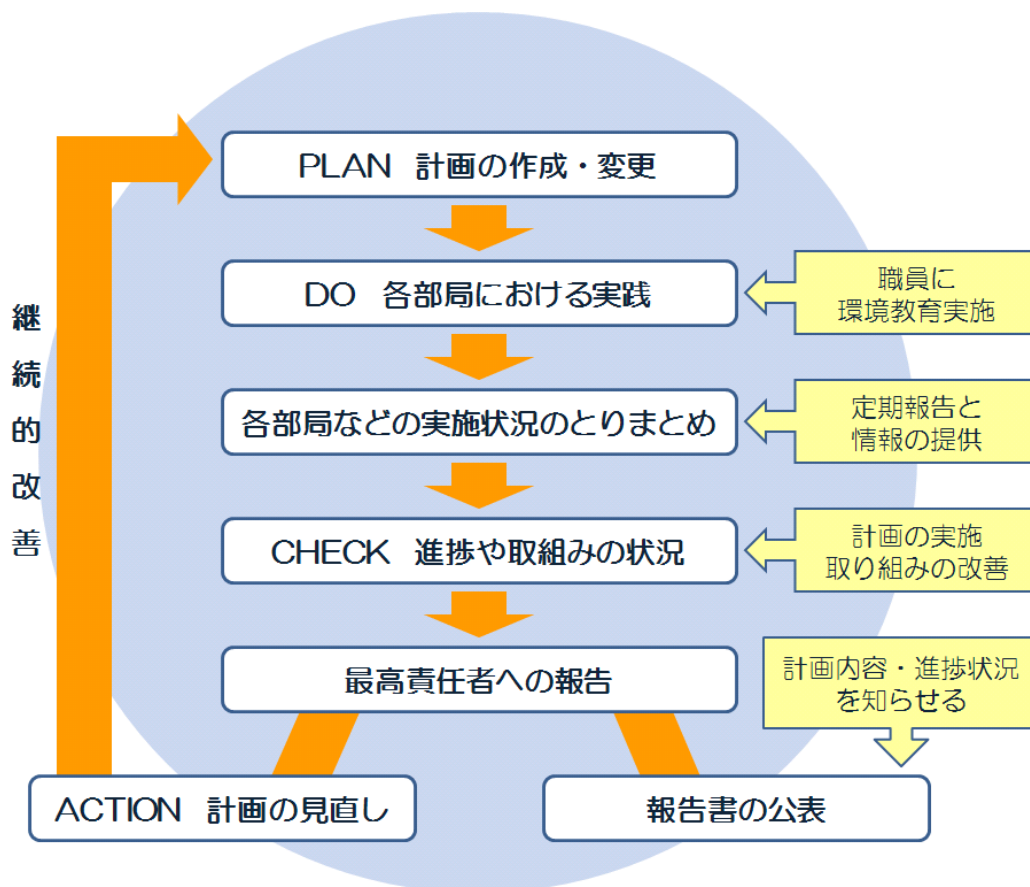 PLAN 計画の作成・変更
DO 各部局における実践
職員に
環境教育実施
継続的改善
各部局などの実施状況のとりまとめ
定期報告と
情報の提供
CHECK 進捗や取組みの状況
計画の実施
取り組みの改善
最高責任者への報告
計画内容・進捗状況
を知らせる
ACTION 計画の見直し
報告書の公表